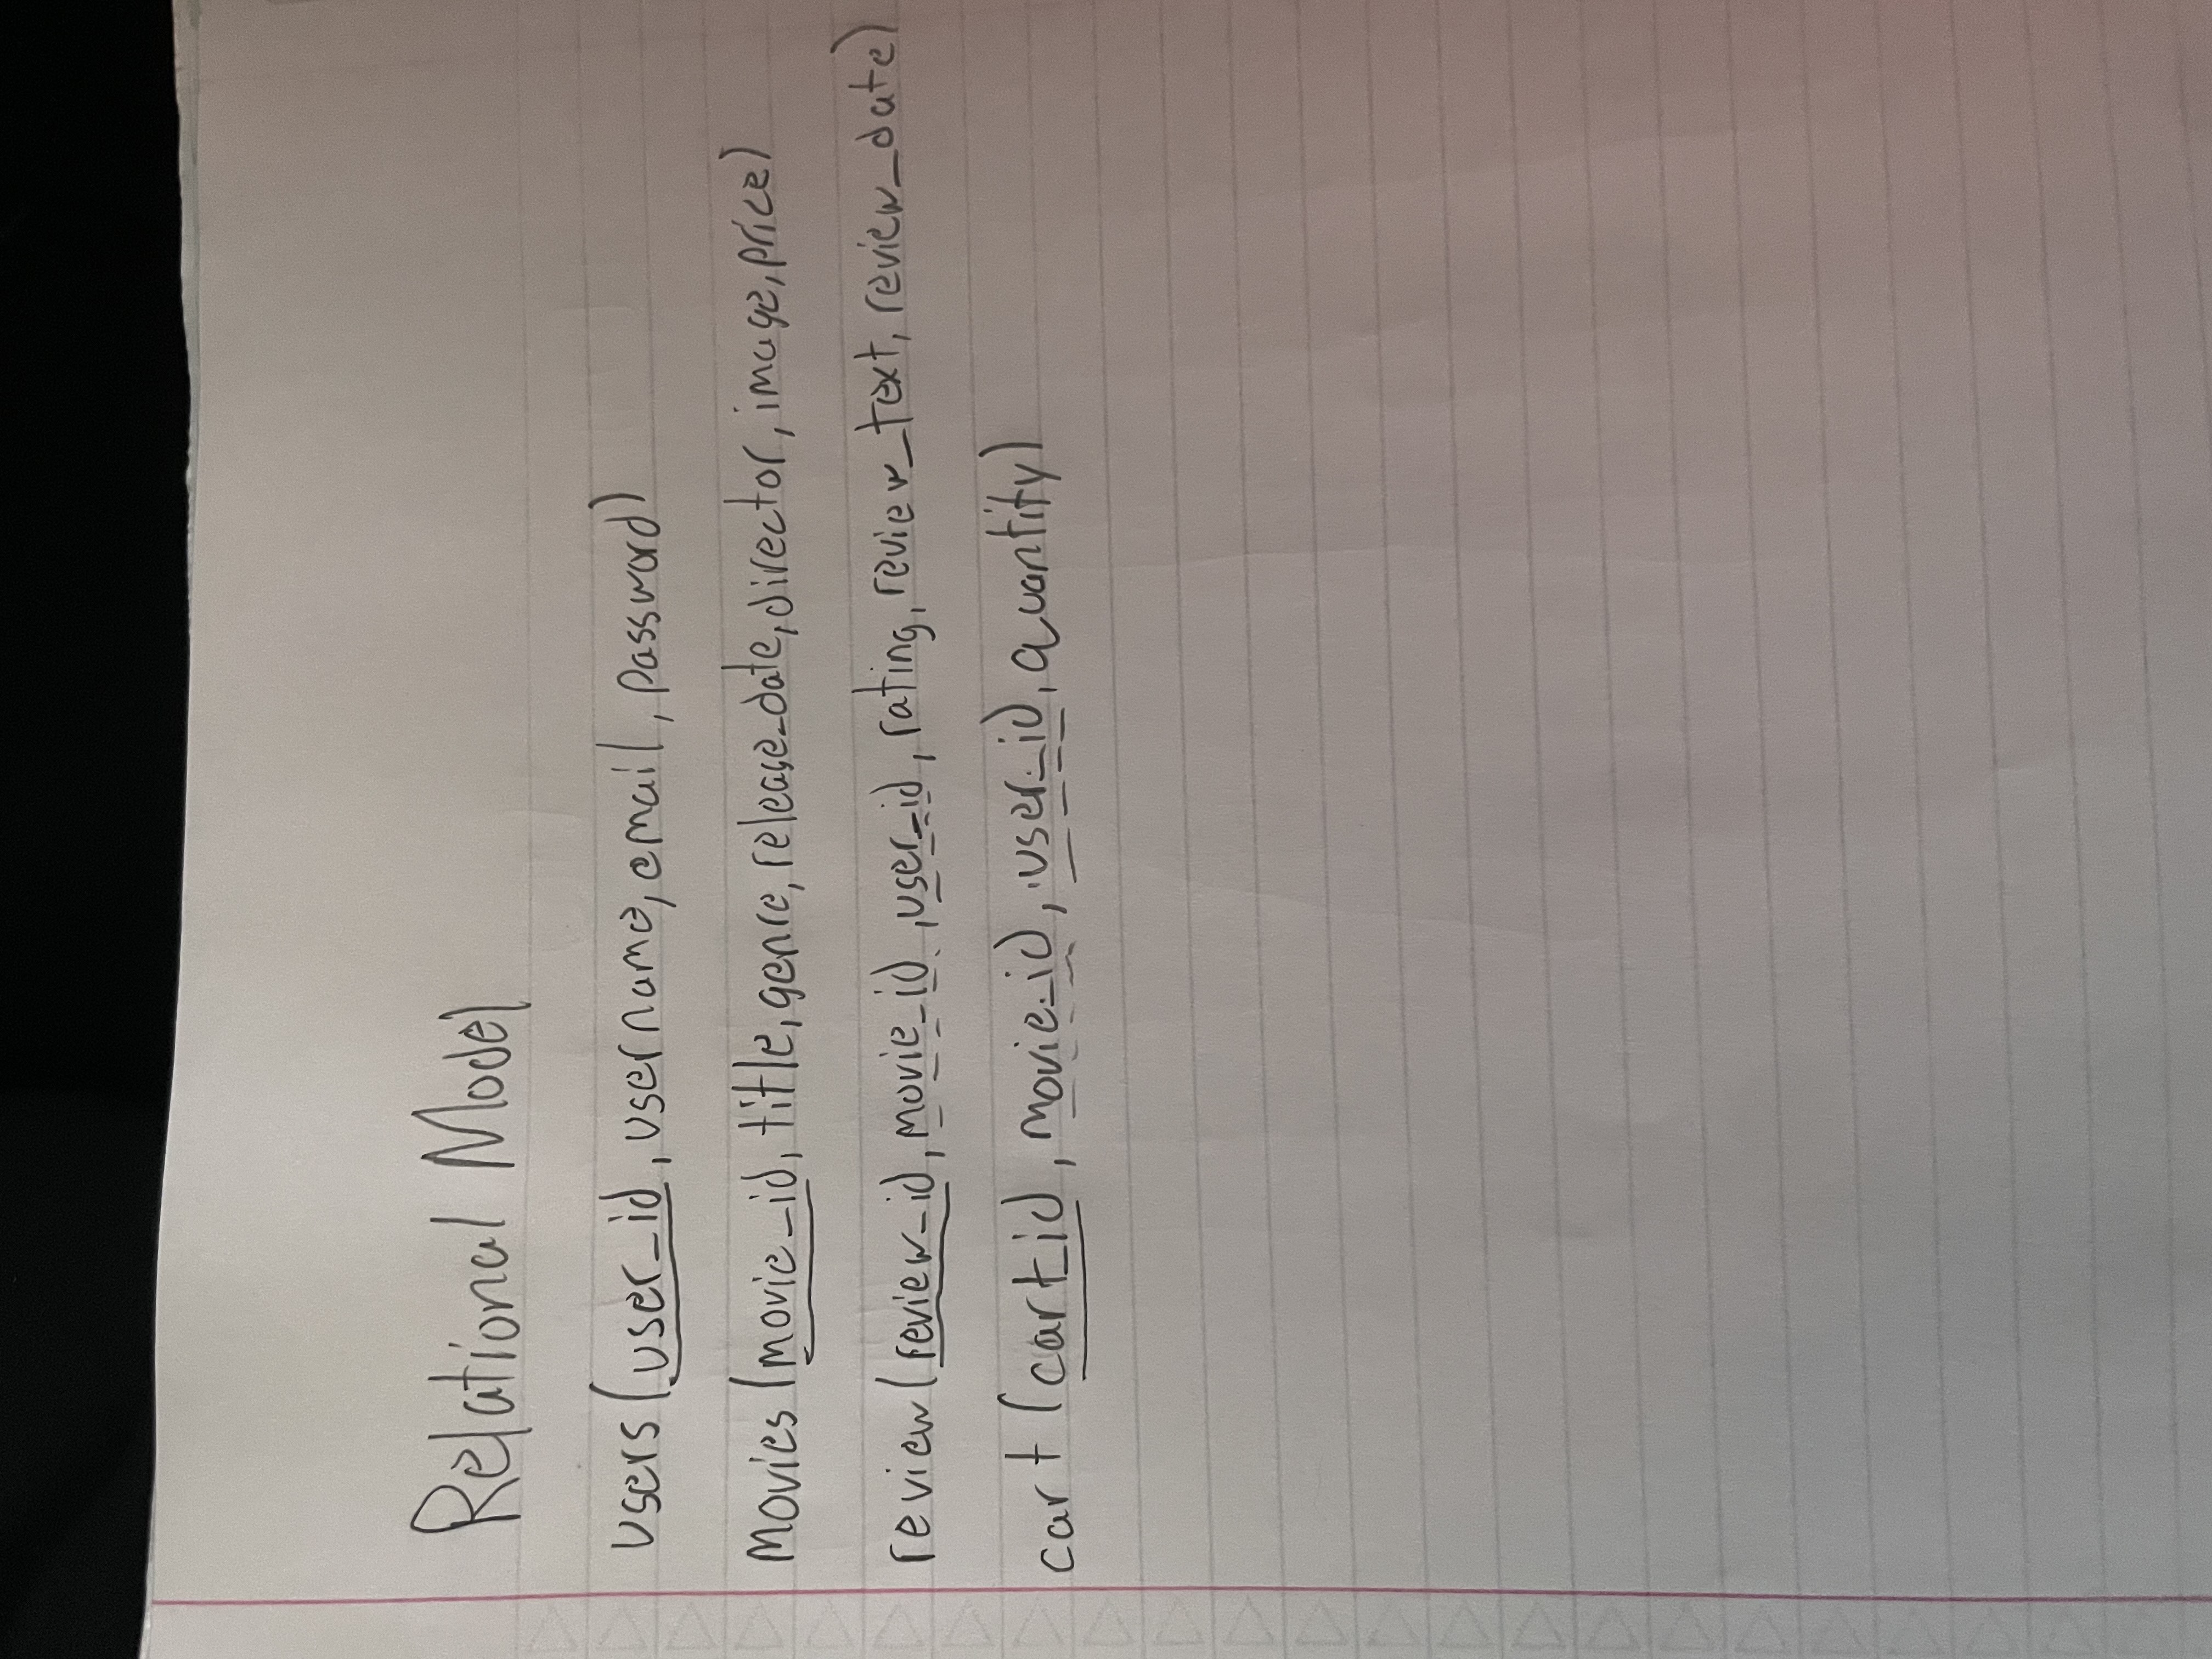 Relational Model
users (user_id, username, email, password)
Movies (movie_id, title, genre, release_date, director, image, price)
review (review_id, movie_id, user_id, rating, review_text, review_date)
cart (cart_id, movie_id, user_id, quantity)